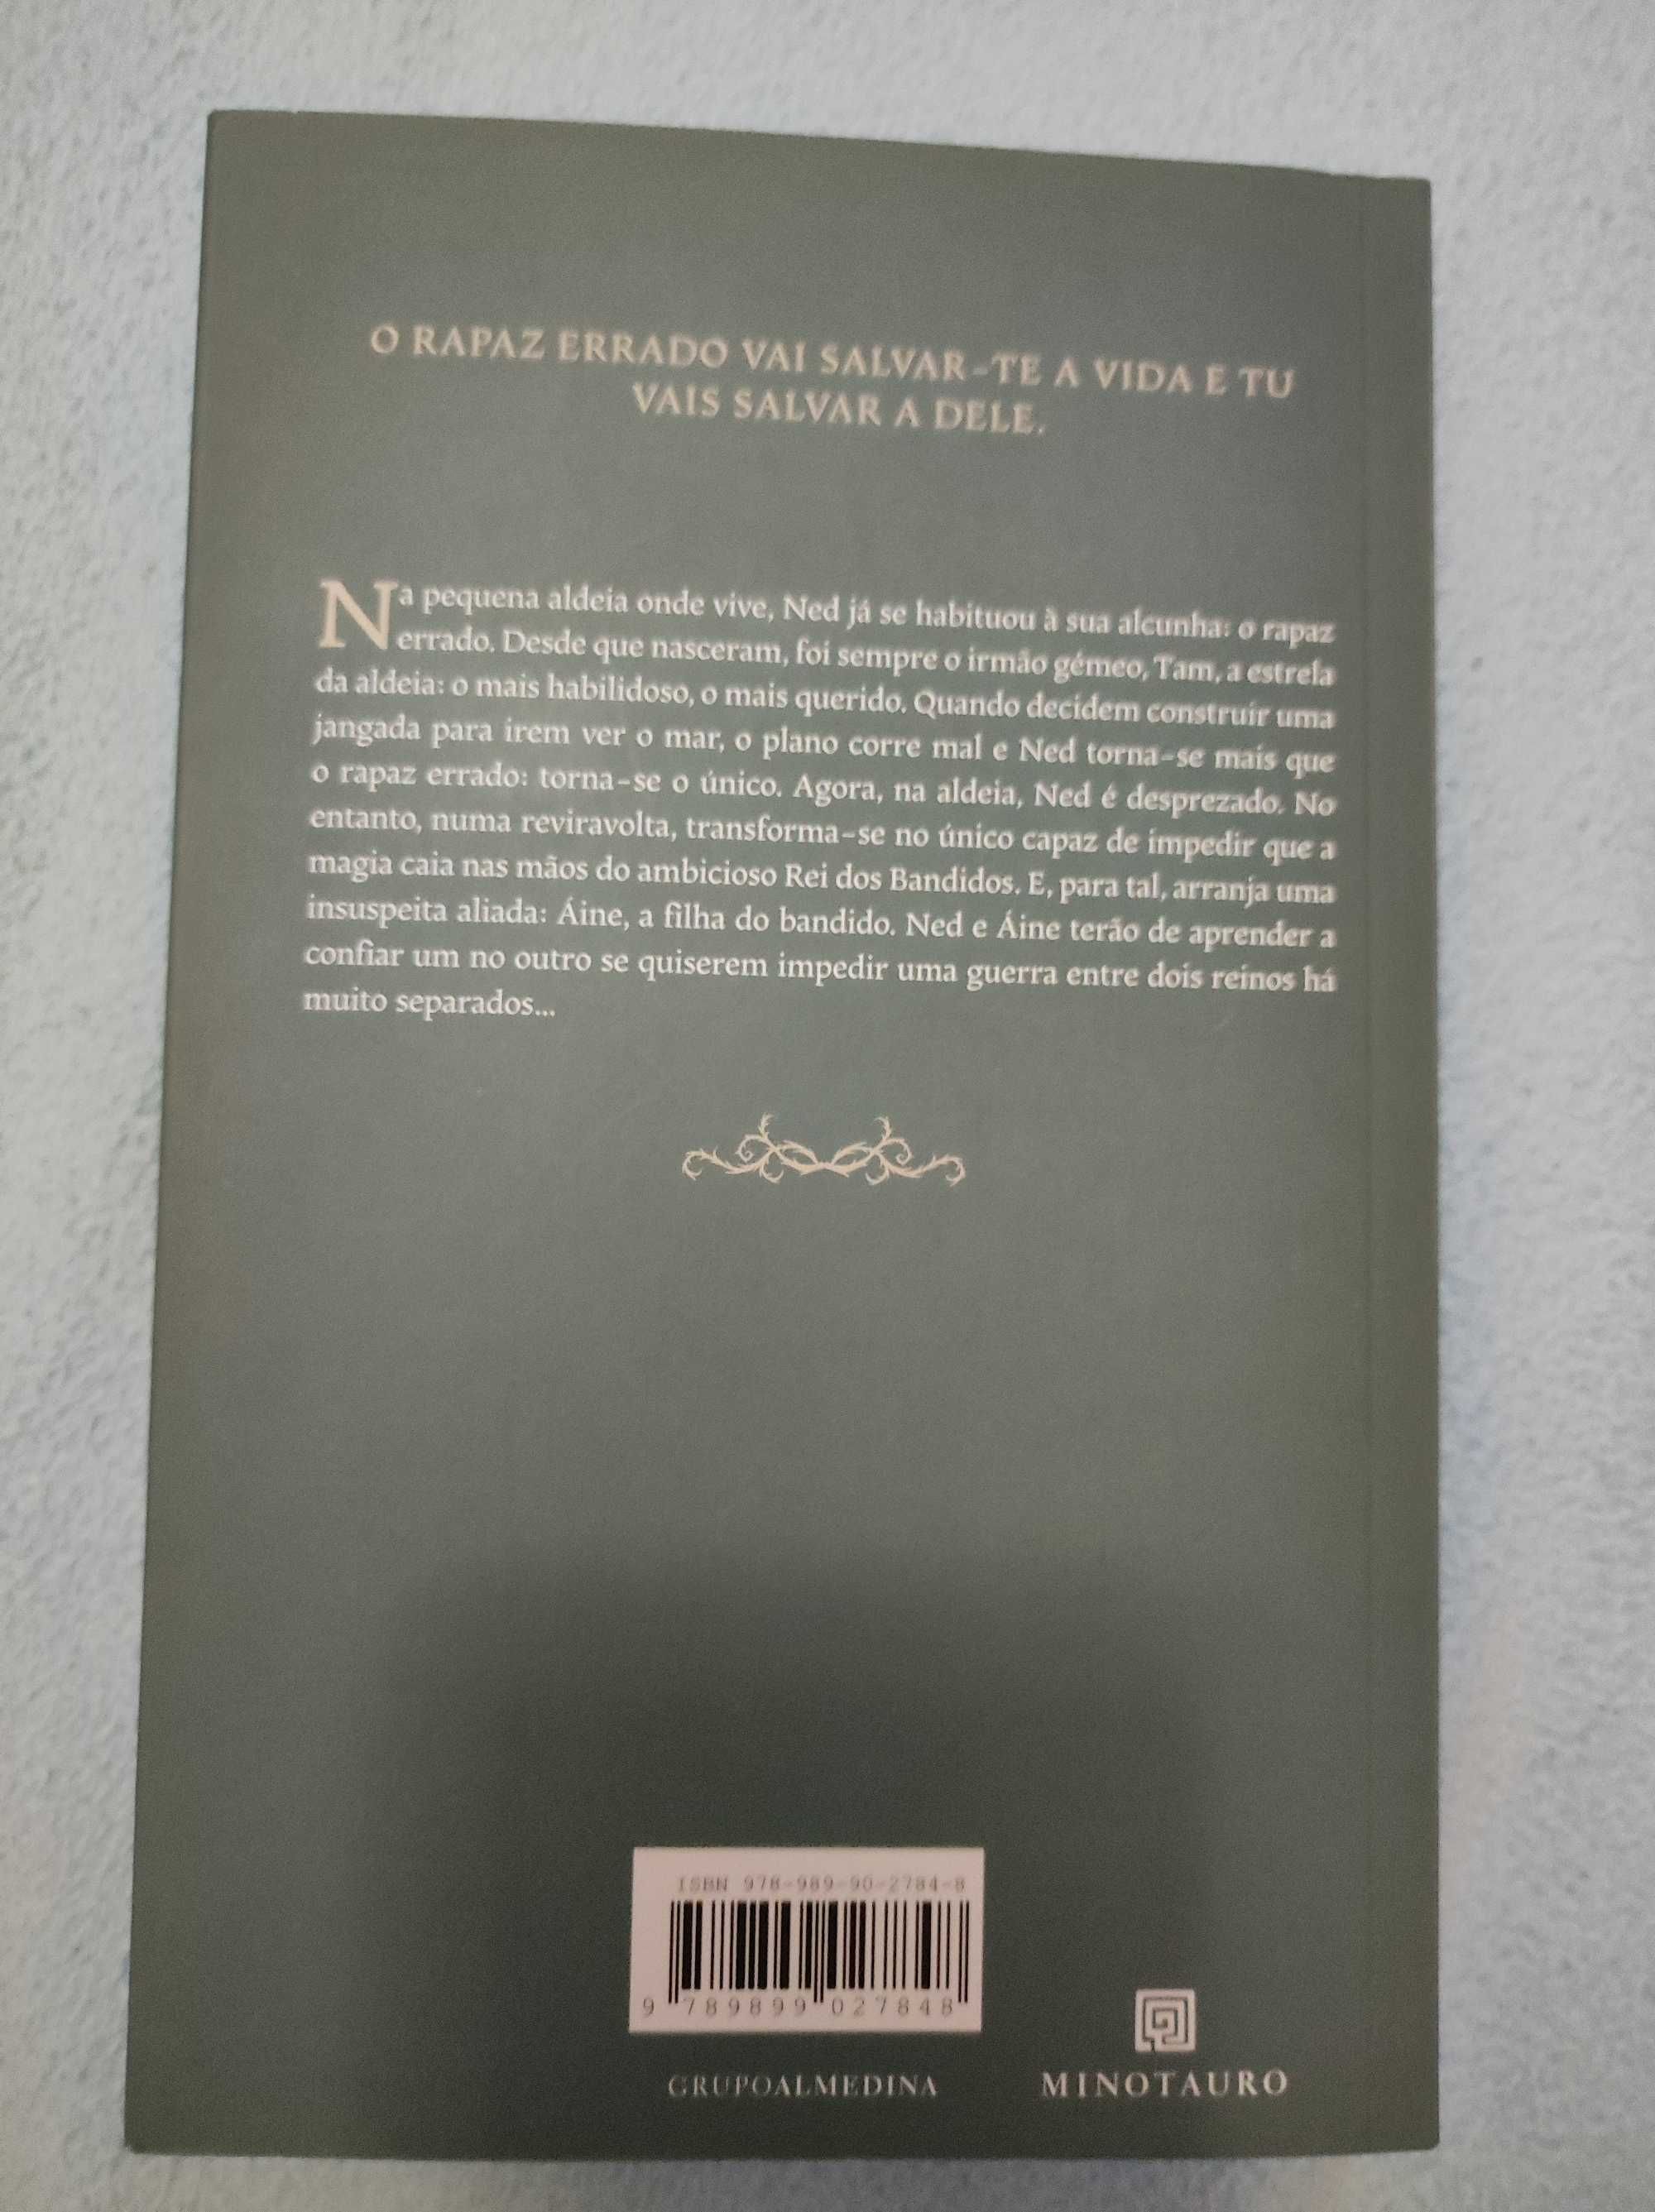 O RAPAZ ERRADO VAI SALVAR-TE A VIDA E TU
VAIS SALVAR A DELE.
Na pequena aldeia onde vive, Ned já se habituou à sua alcunha: o rapaz
errado. Desde que nasceram, foi sempre o irmão gémeo, Tam, a estrela
da aldeia: o mais habilidoso, o mais querido. Quando decidem construir uma
jangada para irem ver o mar, o plano corre mal e Ned torna-se mais que
o rapaz errado: torna-se o único. Agora, na aldeia, Ned é desprezado. No
entanto, numa reviravolta, transforma-se no único capaz de impedir que a
magia caia nas mãos do ambicioso Rei dos Bandidos. E, para tal, arranja uma
insuspeita aliada: Áine, a filha do bandido. Ned e Áine terão de aprender a
confiar um no outro se quiserem impedir uma guerra entre dois reinos há
muito separados...
ISBN 978-989-90-2784-8
9 789899 027848
GRUPOALMEDINA
MINOTAURO